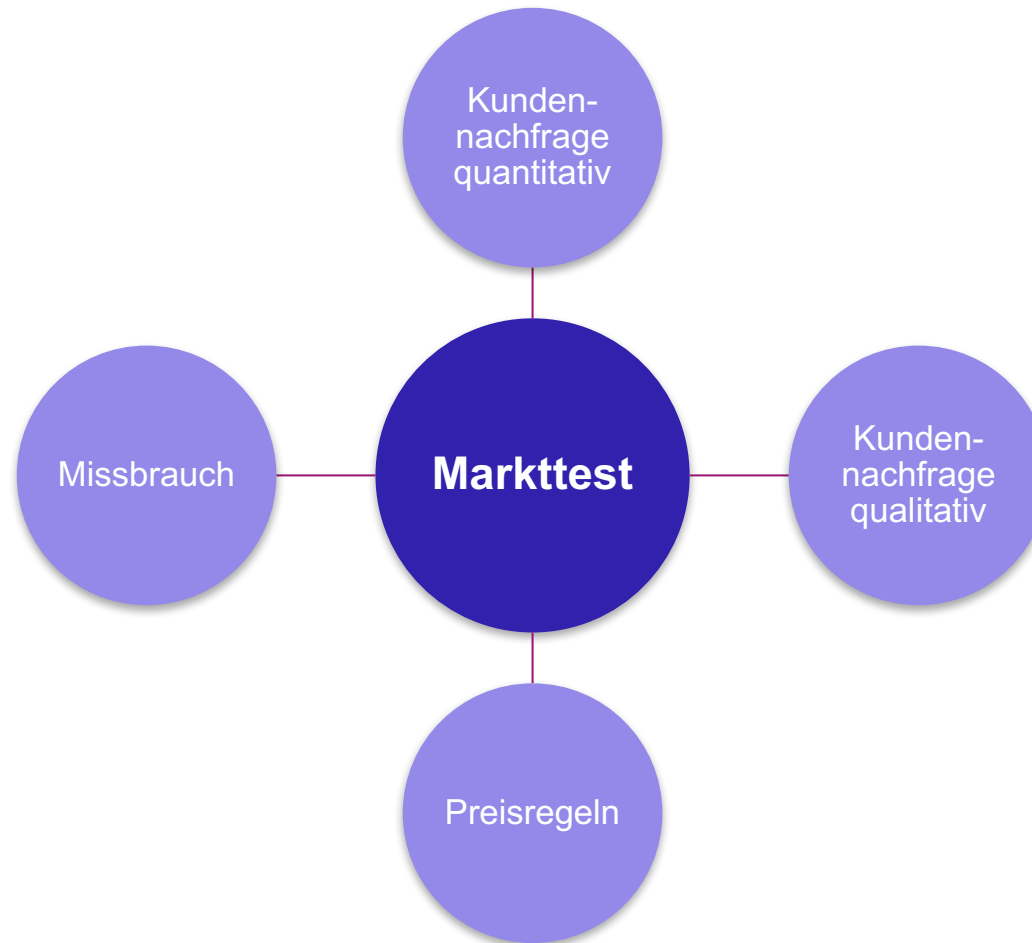 Kunden-
nachfrage
quantitativ
Missbrauch
Markttest
Kunden-
nachfrage
qualitativ
Preisregeln